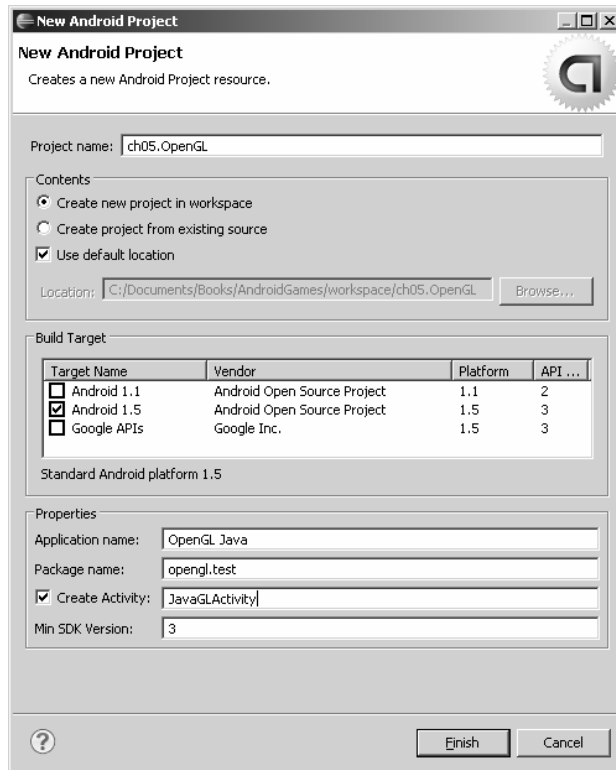 New Android Project
New Android Project
Creates a new Android Project resource.
Project name: ch05.OpenGL
Contents
Create new project in workspace
Create project from existing source
Use default location
Location: C:/Documents/Books/AndroidGames/workspace/ch05.OpenGL Browse...
Build Target
Target Name Vendor Platform API ...
Android 1.1 Android Open Source Project 1.1 2
Android 1.5 Android Open Source Project 1.5 3
Google APIs Google Inc. 1.5 3
Standard Android platform 1.5
Properties
Application name: OpenGL Java
Package name: opengl.test
Create Activity: JavaGLActivity
Min SDK Version: 3
Finish Cancel